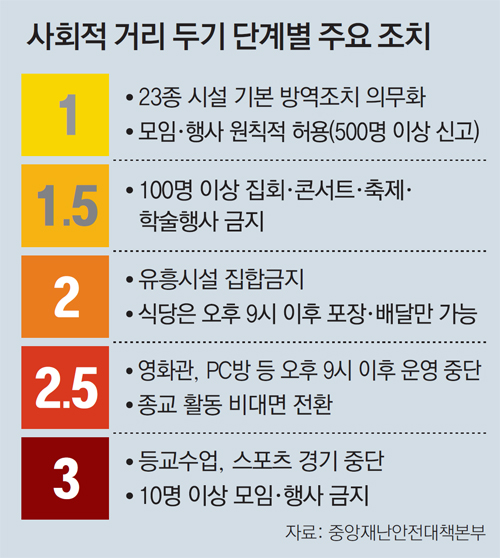 사회적 거리 두기 단계별 주요 조치
1
• 23종 시설 기본 방역조치 의무화
• 모임·행사 원칙적 허용(500명 이상 신고)
1.5
• 100명 이상 집회·콘서트·축제·
학술행사 금지
2
• 유흥시설 집합금지
• 식당은 오후 9시 이후 포장·배달만 가능
2.5
• 영화관, PC방 등 오후 9시 이후 운영 중단
• 종교 활동 비대면 전환
3
• 등교수업, 스포츠 경기 중단
• 10명 이상 모임·행사 금지
자료: 중앙재난안전대책본부